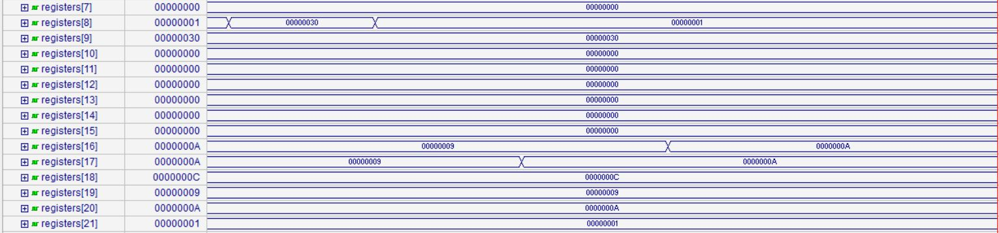 registers[7] 00000000 00000000
registers[8] 00000001 00000030 00000001
registers[9] 00000030 00000030
registers[10] 00000000 00000000
registers[11] 00000000 00000000
registers[12] 00000000 00000000
registers[13] 00000000 00000000
registers[14] 00000000 00000000
registers[15] 00000000 00000000
registers[16] 0000000A 00000009 0000000A
registers[17] 0000000A 00000009 0000000A
registers[18] 0000000C 0000000C
registers[19] 00000009 00000009
registers[20] 0000000A 0000000A
registers[21] 00000001 00000001